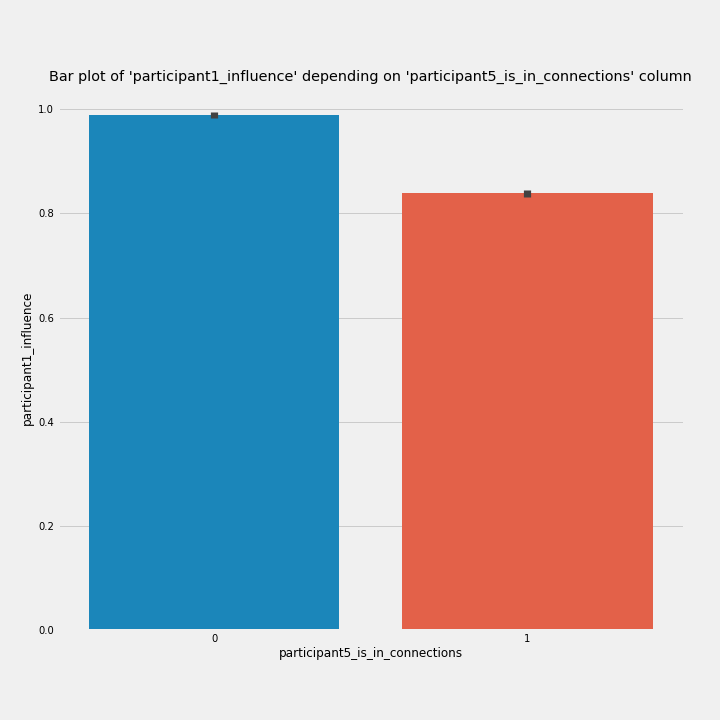 Bar plot of 'participant1_influence' depending on 'participant5_is_in_connections' column
1.0
0.8
0.6
0.4
0.2
0.0
participant1_influence
0
1
participant5_is_in_connections